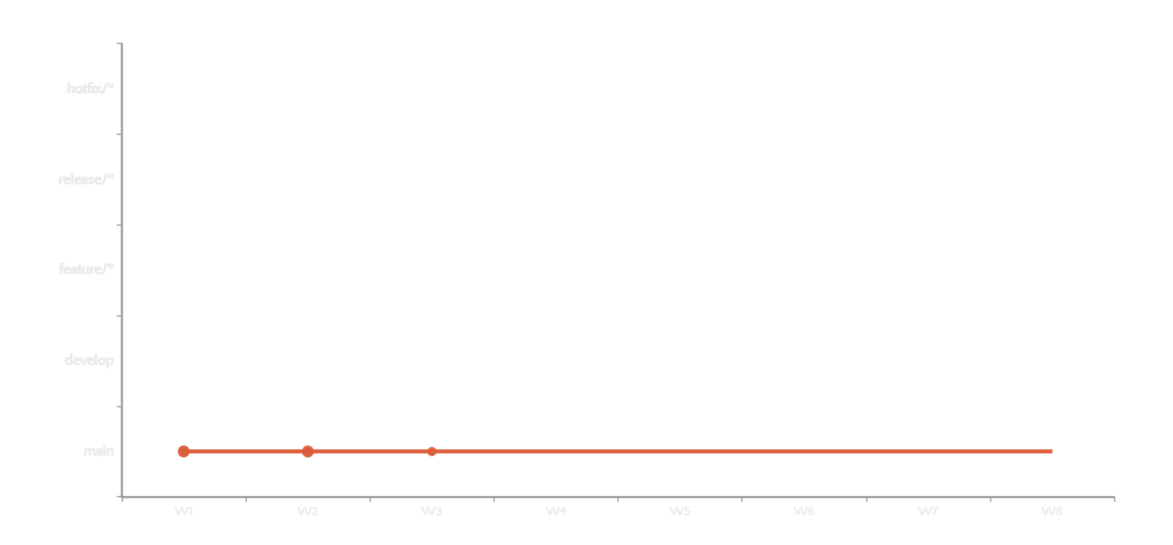 hotfix/*
release/*
feature/*
develop
main
W1 W2 W3 W4 W5 W6 W7 W8